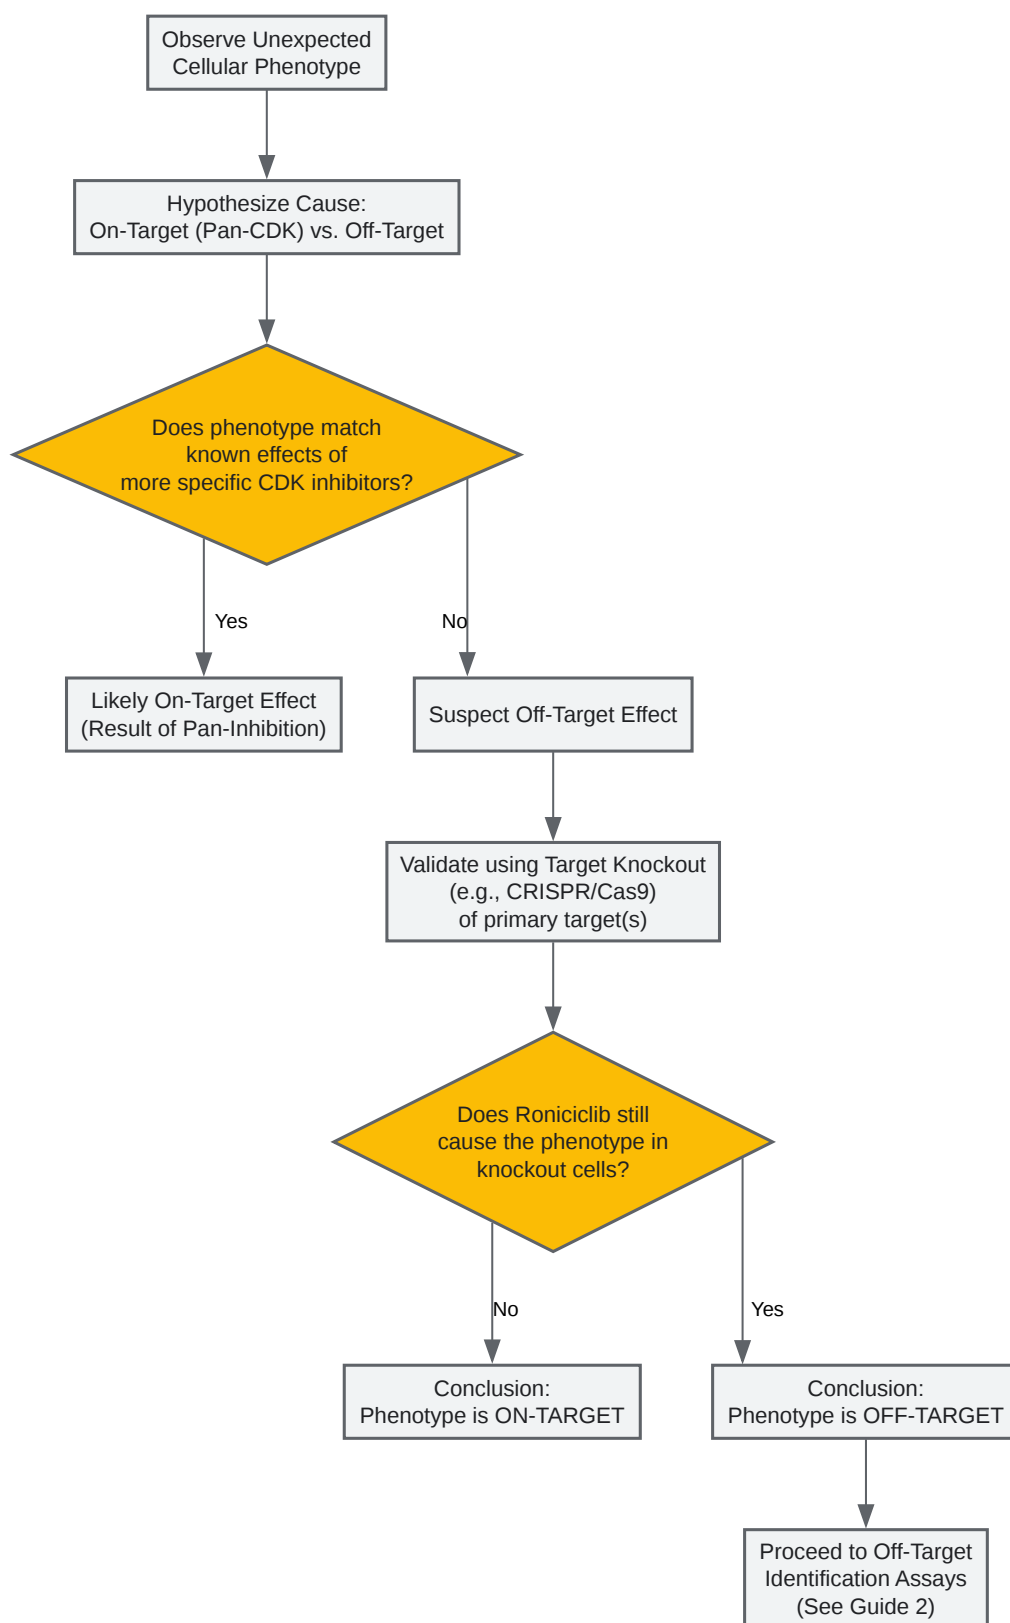 Observe Unexpected
Cellular Phenotype
Hypothesize Cause:
On-Target (Pan-CDK) vs. Off-Target
Does phenotype match
known effects of
more specific CDK inhibitors?
Yes
No
Likely On-Target Effect
(Result of Pan-Inhibition)
Suspect Off-Target Effect
Validate using Target Knockout
(e.g., CRISPR/Cas9)
of primary target(s)
Does Roniciclib still
cause the phenotype in
knockout cells?
No
Yes
Conclusion:
Phenotype is ON-TARGET
Conclusion:
Phenotype is OFF-TARGET
Proceed to Off-Target
Identification Assays
(See Guide 2)